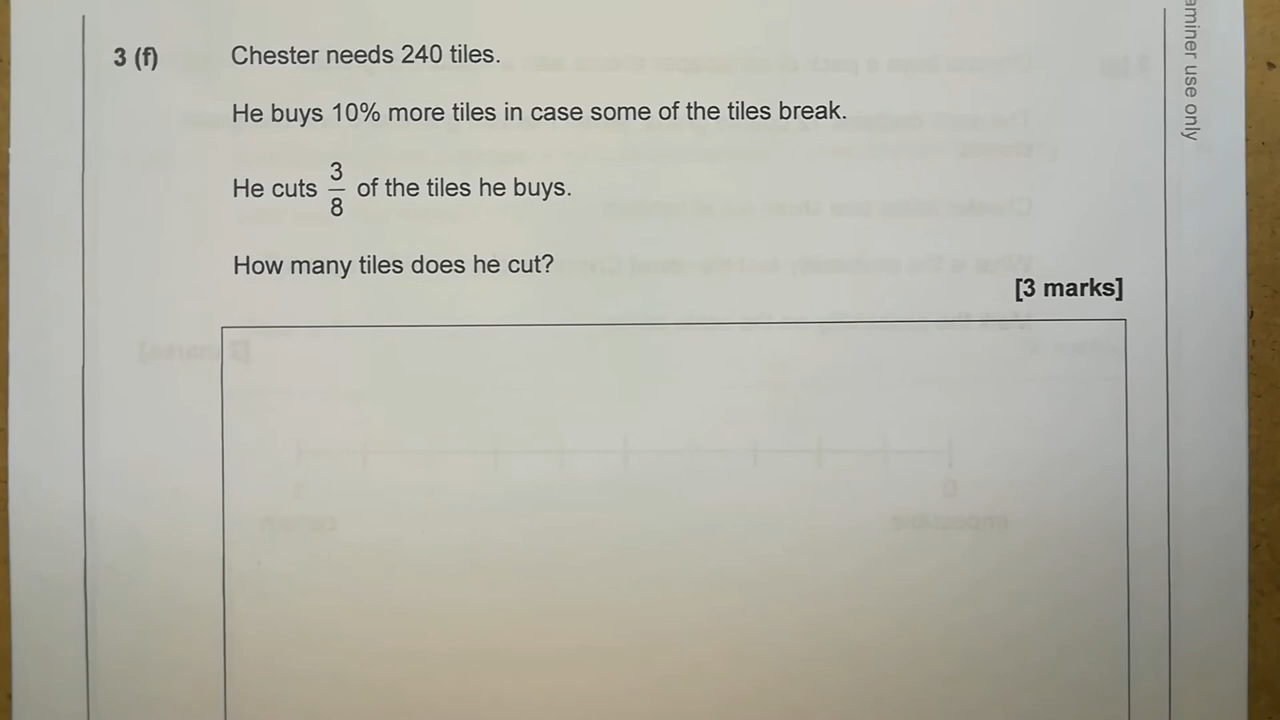 3 (f) Chester needs 240 tiles.
He buys 10% more tiles in case some of the tiles break.
He cuts 3/8 of the tiles he buys.
How many tiles does he cut?
[3 marks]
aminer use only